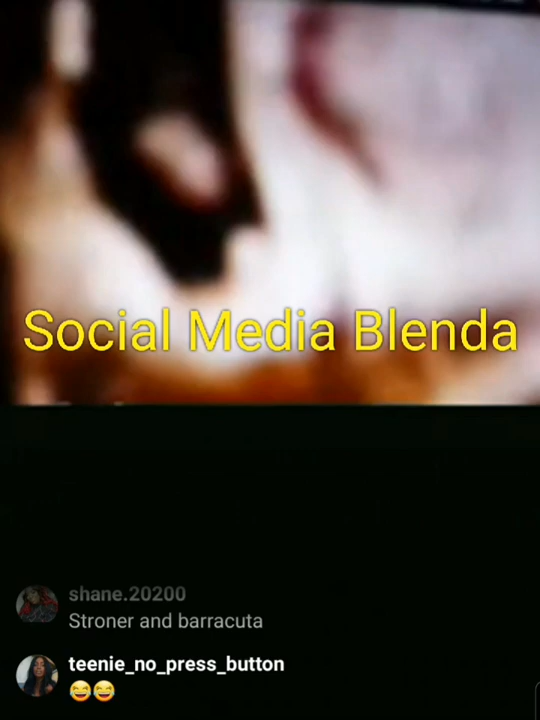 Social Media Blenda
shane.20200
Stroner and barracuta
teenie_no_press_button
😂😂